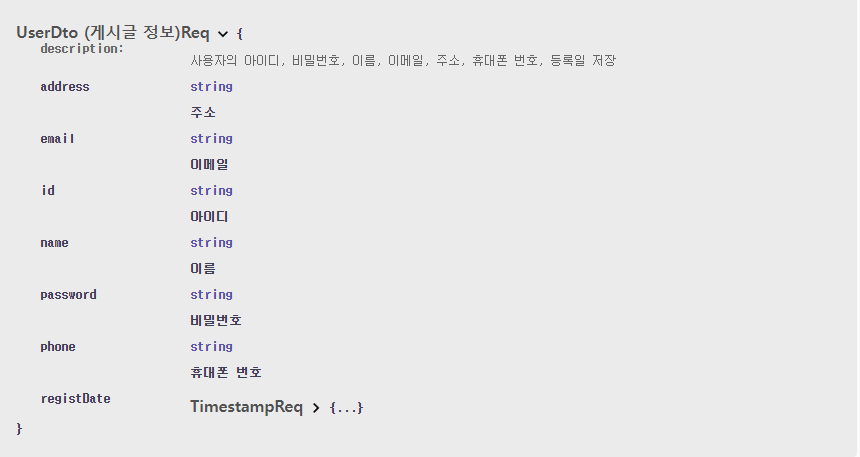 UserDto (게시글 정보)Req {
description:
사용자의 아이디, 비밀번호, 이름, 이메일, 주소, 휴대폰 번호, 등록일 저장
address string
주소
email string
이메일
id string
아이디
name string
이름
password string
비밀번호
phone string
휴대폰 번호
registDate TimestampReq {...}
}